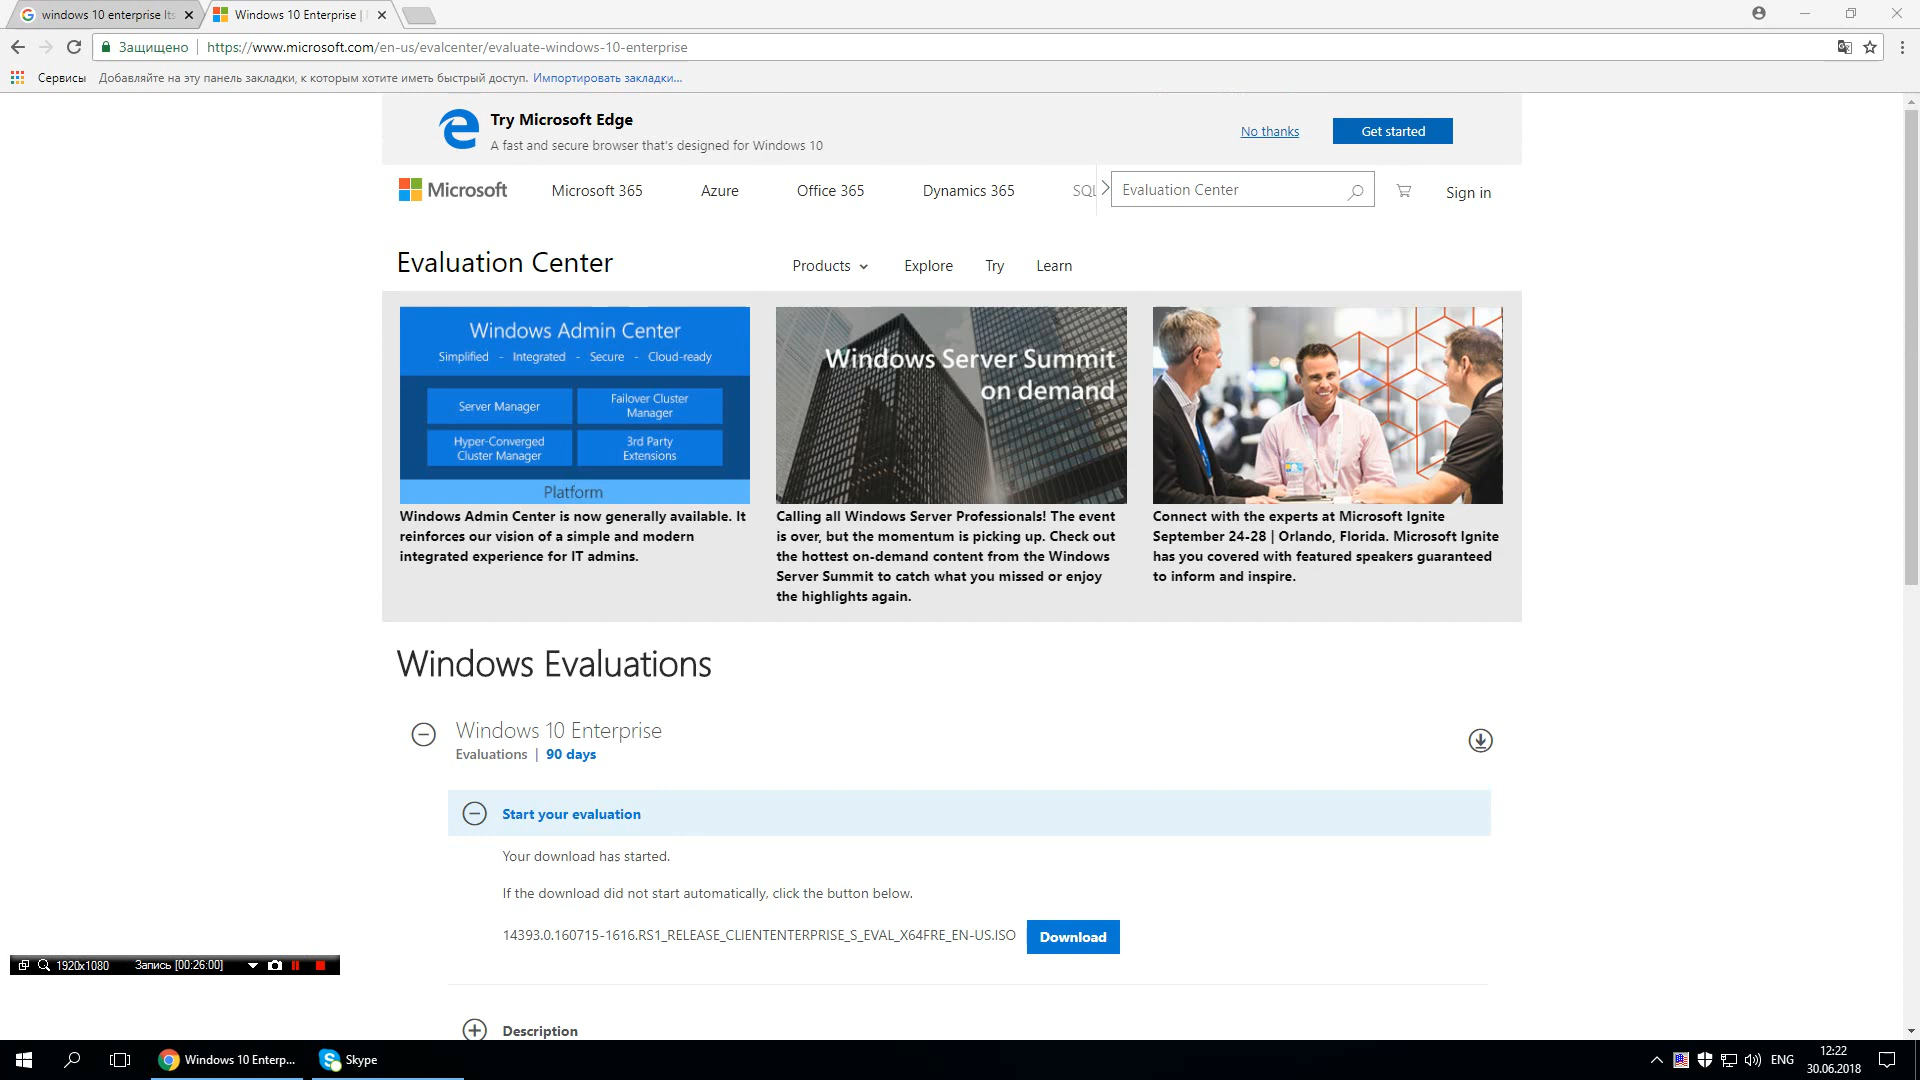 windows 10 enterprise lts
Windows 10 Enterprise |
Защищено
https://www.microsoft.com/en-us/evalcenter/evaluate-windows-10-enterprise
Сервисы
Добавляйте на эту панель закладки, к которым хотите иметь быстрый доступ. Импортировать закладки...
Try Microsoft Edge
A fast and secure browser that's designed for Windows 10
No thanks
Get started
Microsoft
Microsoft 365
Azure
Office 365
Dynamics 365
SQL
Evaluation Center
Sign in
Evaluation Center
Products
Explore
Try
Learn
Windows Admin Center
Simplified - Integrated - Secure - Cloud-ready
Server Manager
Failover Cluster
Manager
Hyper-Converged
Cluster Manager
3rd Party
Extensions
Platform
Windows Admin Center is now generally available. It
reinforces our vision of a simple and modern
integrated experience for IT admins.
Windows Server Summit
on demand
Calling all Windows Server Professionals! The event
is over, but the momentum is picking up. Check out
the hottest on-demand content from the Windows
Server Summit to catch what you missed or enjoy
the highlights again.
Connect with the experts at Microsoft Ignite
September 24-28 | Orlando, Florida. Microsoft Ignite
has you covered with featured speakers guaranteed
to inform and inspire.
Windows Evaluations
Windows 10 Enterprise
Evaluations | 90 days
Start your evaluation
Your download has started.
If the download did not start automatically, click the button below.
14393.0.160715-1616.RS1_RELEASE_CLIENTENTERPRISE_S_EVAL_X64FRE_EN-US.ISO
Download
1920x1080
Запись [00:26:00]
Description
Windows 10 Enterp...
Skype
ENG
12:22
30.06.2018